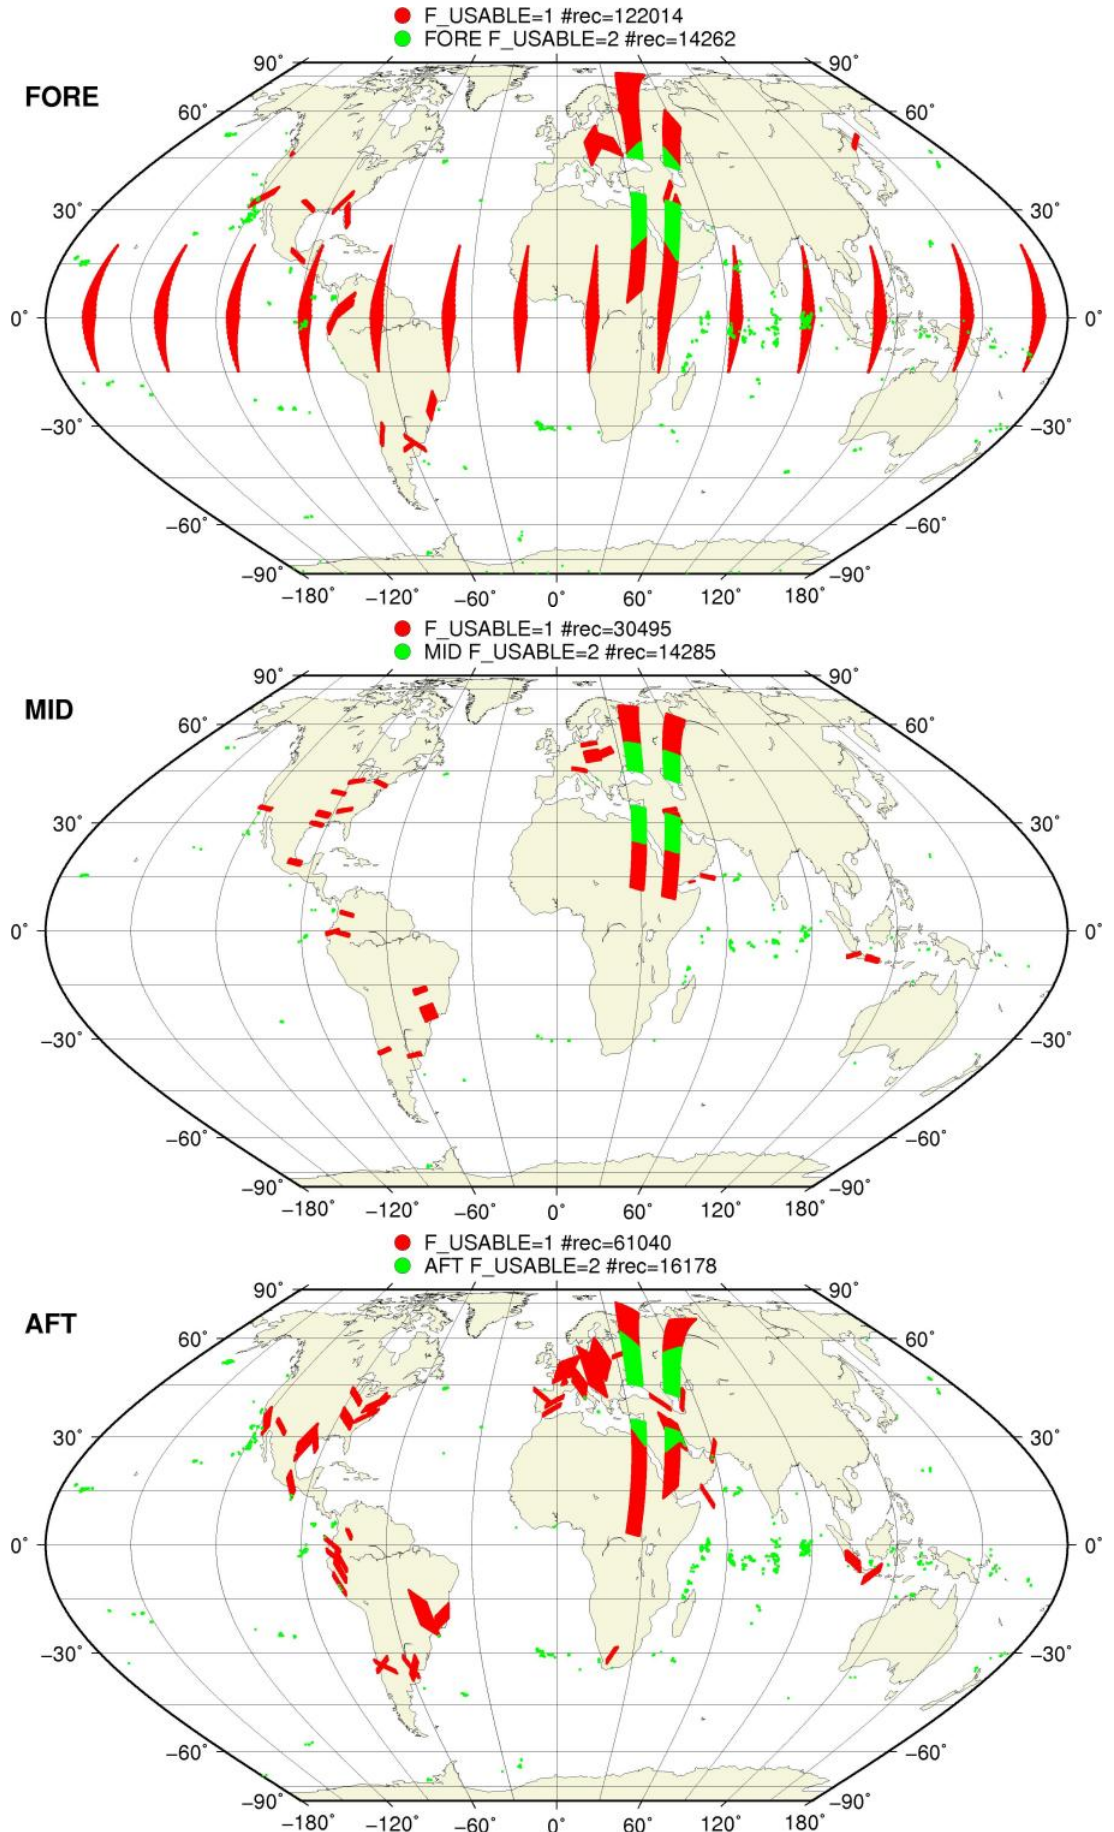 F_USABLE=1 #rec=122014
FORE F_USABLE=2 #rec=14262
FORE
90° 90°
60° 60°
30° 30°
0° 0°
−30° −30°
−60° −60°
−90° −90°
−180° −120° −60° 0° 60° 120° 180°
F_USABLE=1 #rec=30495
MID F_USABLE=2 #rec=14285
90° 90°
MID
60° 60°
30° 30°
0° 0°
−30° −30°
−60° −60°
−90° −90°
−180° −120° −60° 0° 60° 120° 180°
F_USABLE=1 #rec=61040
AFT F_USABLE=2 #rec=16178
90° 90°
AFT
60° 60°
30° 30°
0° 0°
−30° −30°
−60° −60°
−90° −90°
−180° −120° −60° 0° 60° 120° 180°